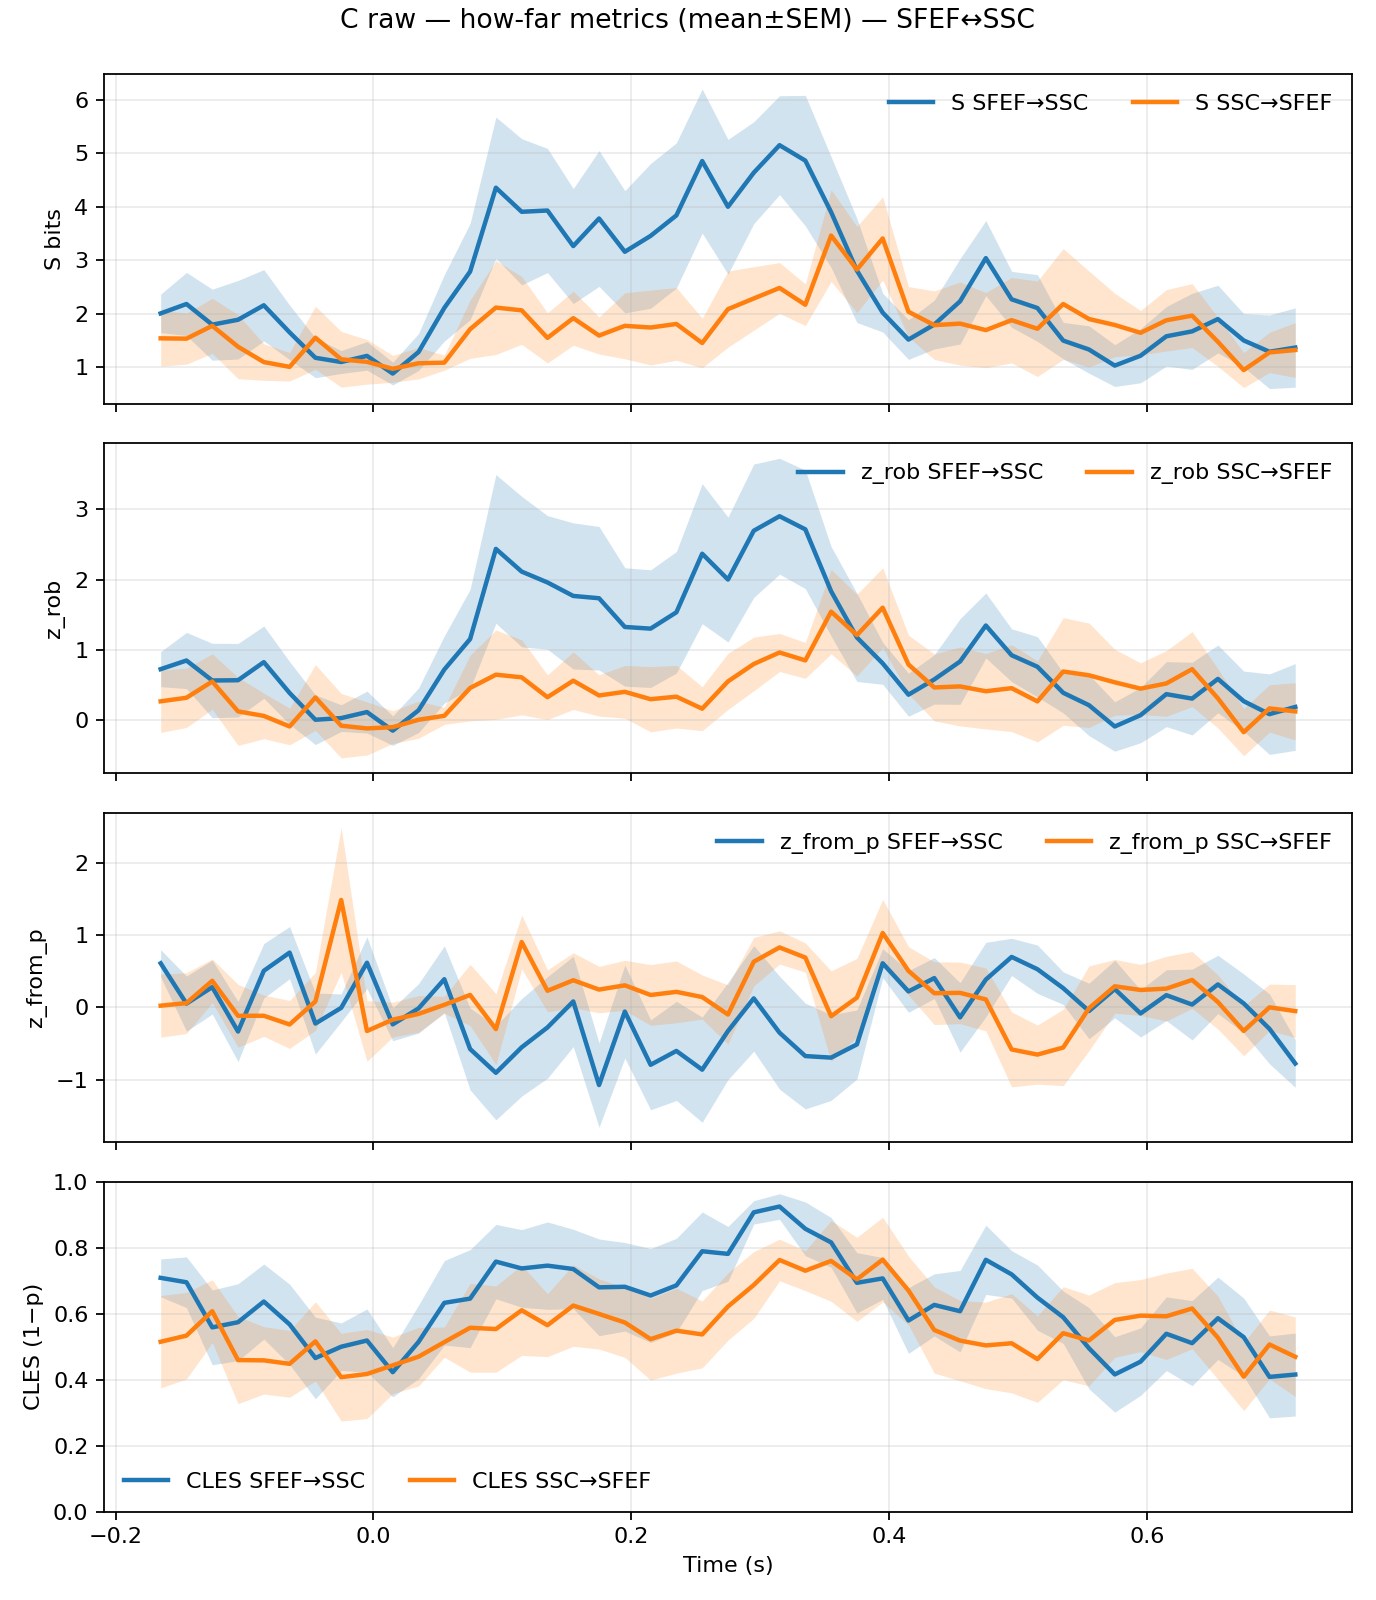 C raw — how-far metrics (mean±SEM) — SFEF↔SSC
S SFEF→SSC
S SSC→SFEF
6
5
4
3
2
1
S bits
z_rob SFEF→SSC
z_rob SSC→SFEF
3
2
1
0
z_rob
z_from_p SFEF→SSC
z_from_p SSC→SFEF
2
1
0
−1
z_from_p
1.0
0.8
0.6
0.4
0.2
0.0
CLES (1−p)
CLES SFEF→SSC
CLES SSC→SFEF
−0.2
0.0
0.2
0.4
0.6
Time (s)